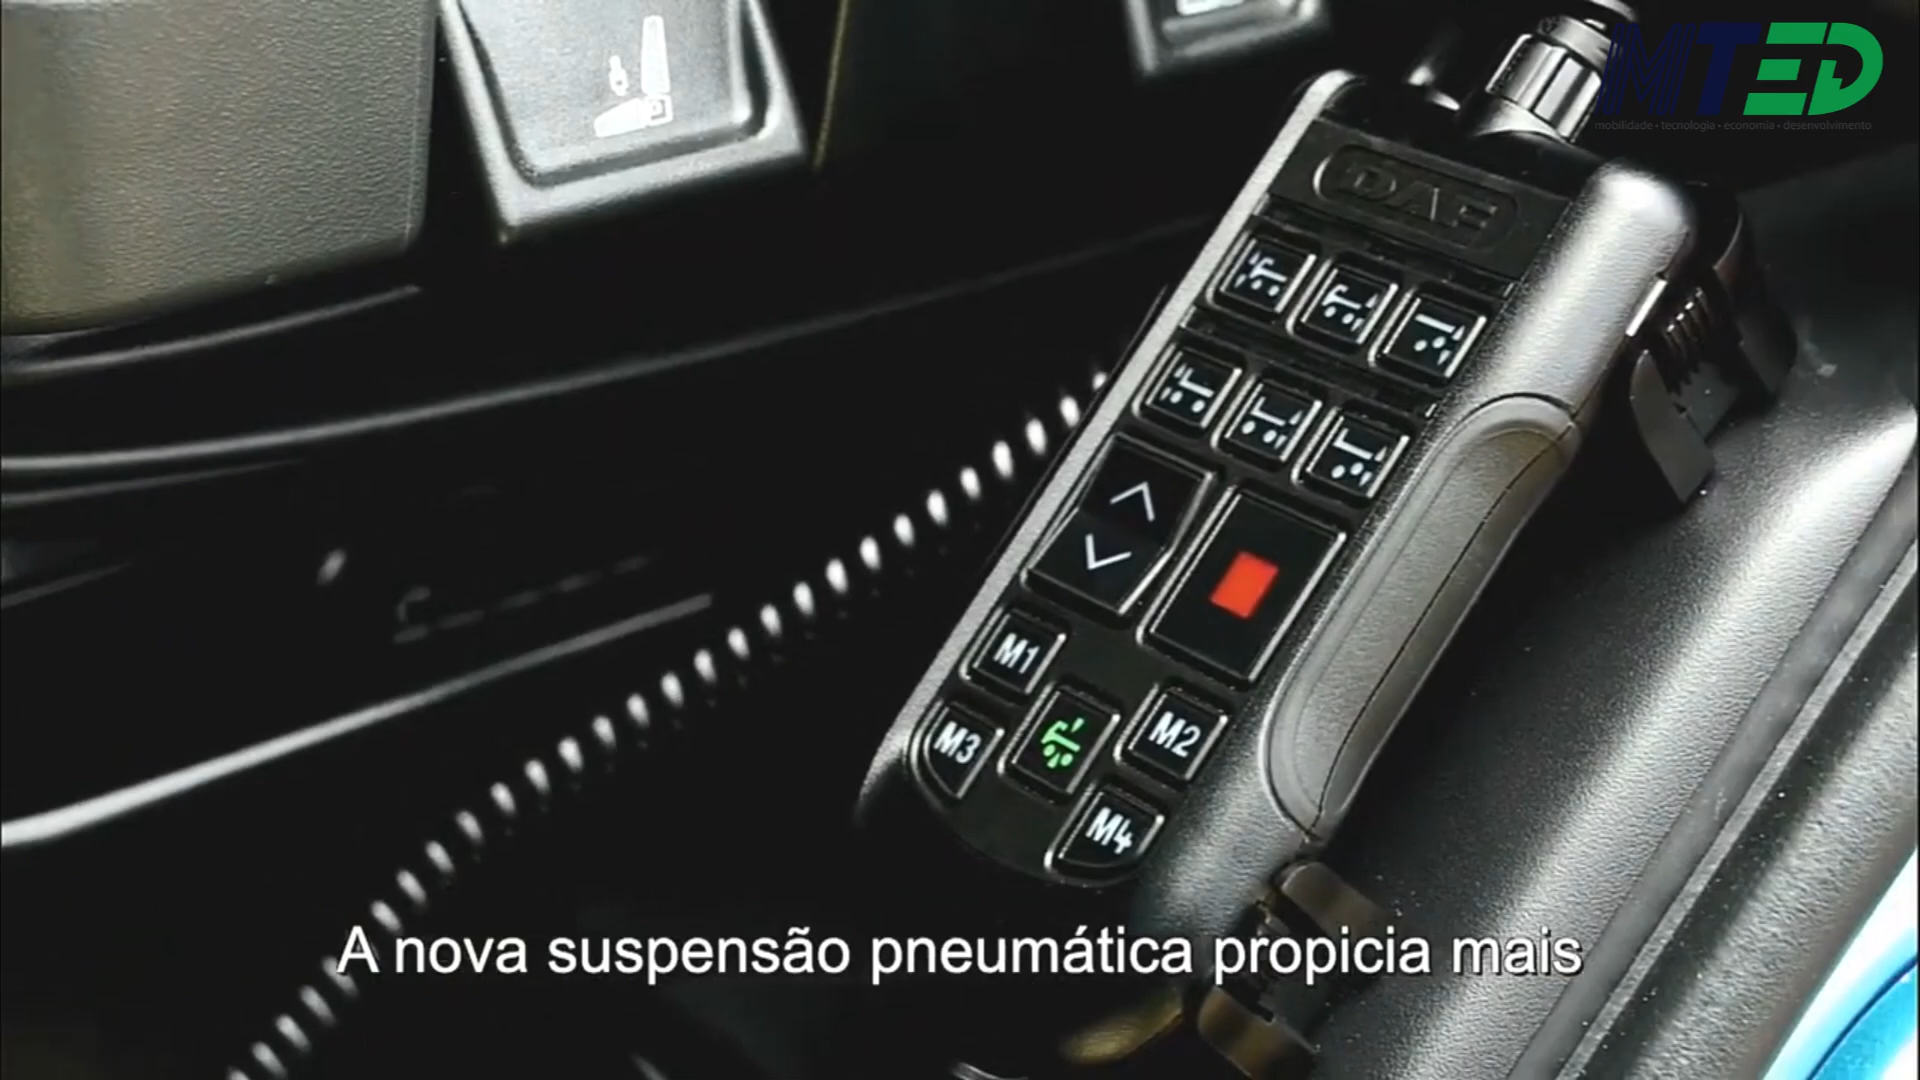 MTED
mobilidade • tecnologia • economia • desenvolvimento
DAF
M1
M3
M2
M4
A nova suspensão pneumática propicia mais